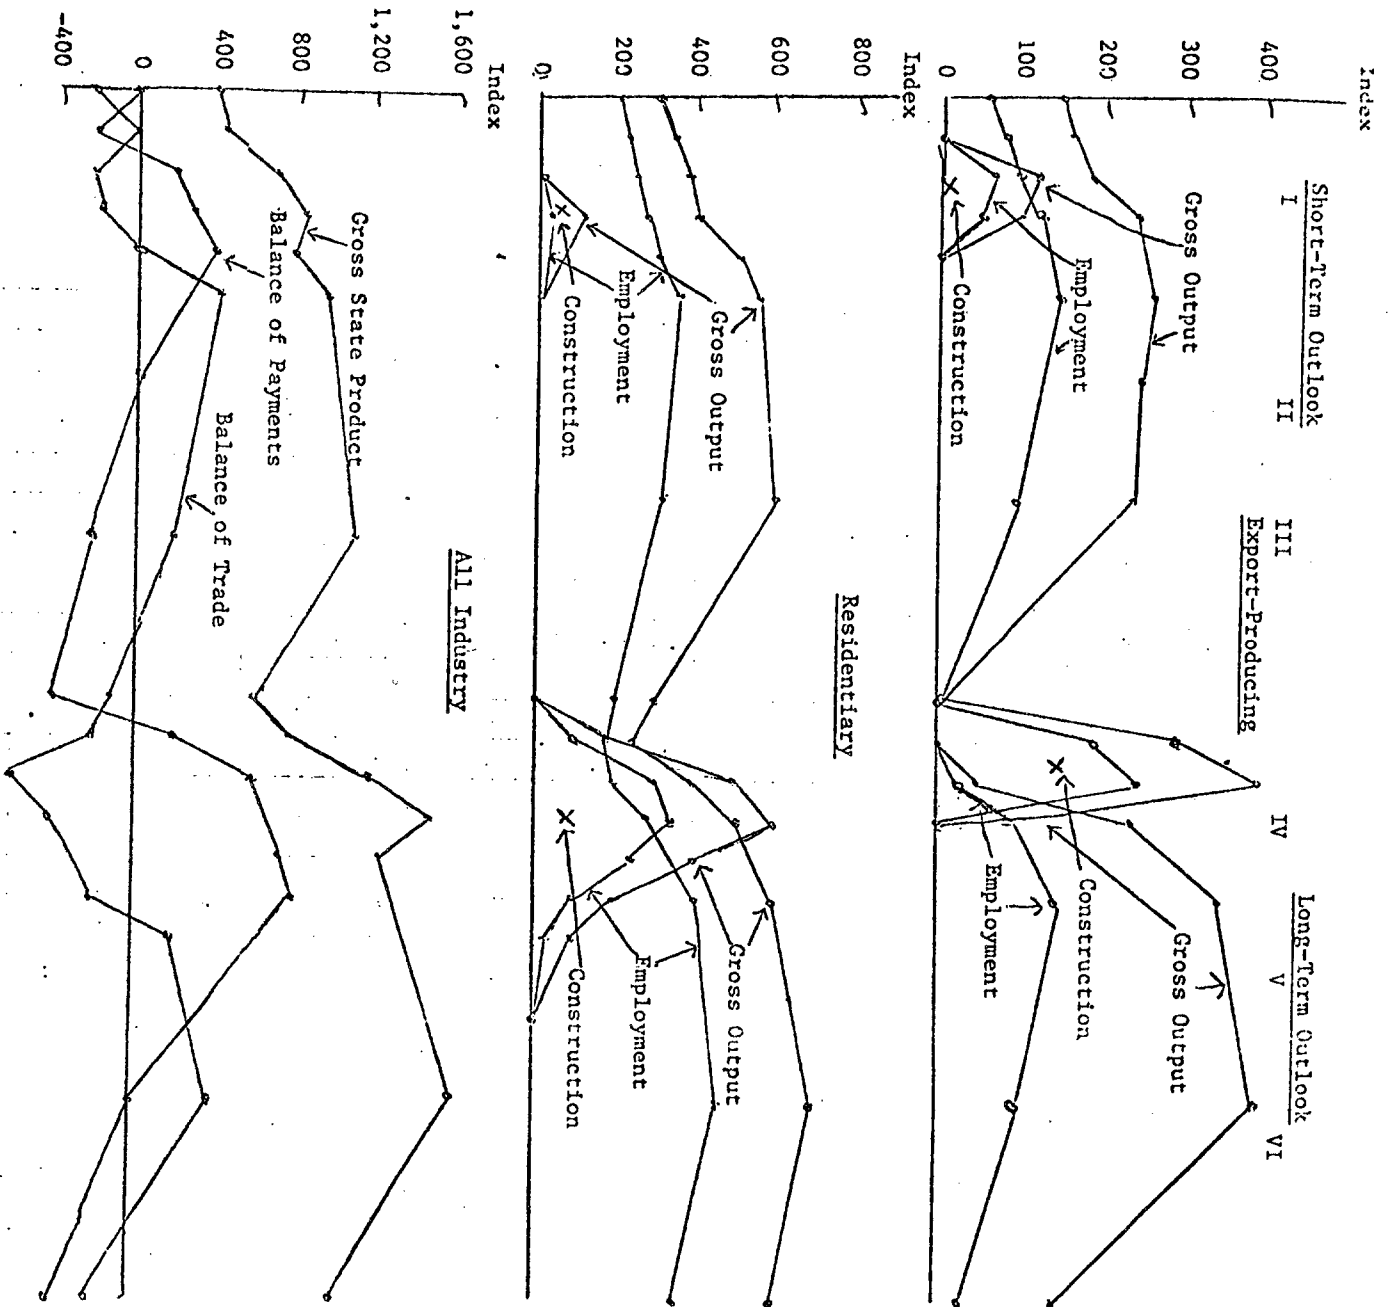 Short-Term Outlook
Long-Term Outlook
I
II
III
IV
V
VI
Export-Producing
Index
400
300
200
100
0
Gross Output
Employment
Construction
Gross Output
Construction
Employment
Residentiary
Index
800
600
400
200
0
Gross Output
Employment
Construction
Gross Output
Employment
Construction
All Industry
Index
1,600
1,200
800
400
0
-400
Gross State Product
Balance of Payments
Balance of Trade